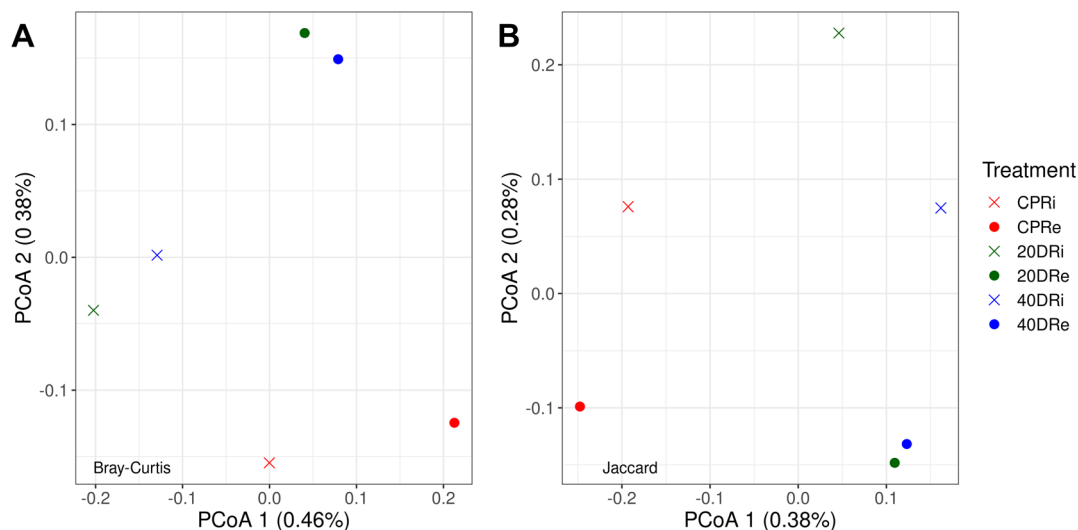 A
0.1
0.0
-0.1
PCoA 2 (0 38%)
Bray-Curtis
-0.2
-0.1
0.0
0.1
0.2
PCoA 1 (0.46%)
B
0.2
0.1
0.0
-0.1
PCoA 2 (0.28%)
Jaccard
-0.2
-0.1
0.0
0.1
PCoA 1 (0.38%)
Treatment
CPRi
CPRe
20DRi
20DRe
40DRi
40DRe